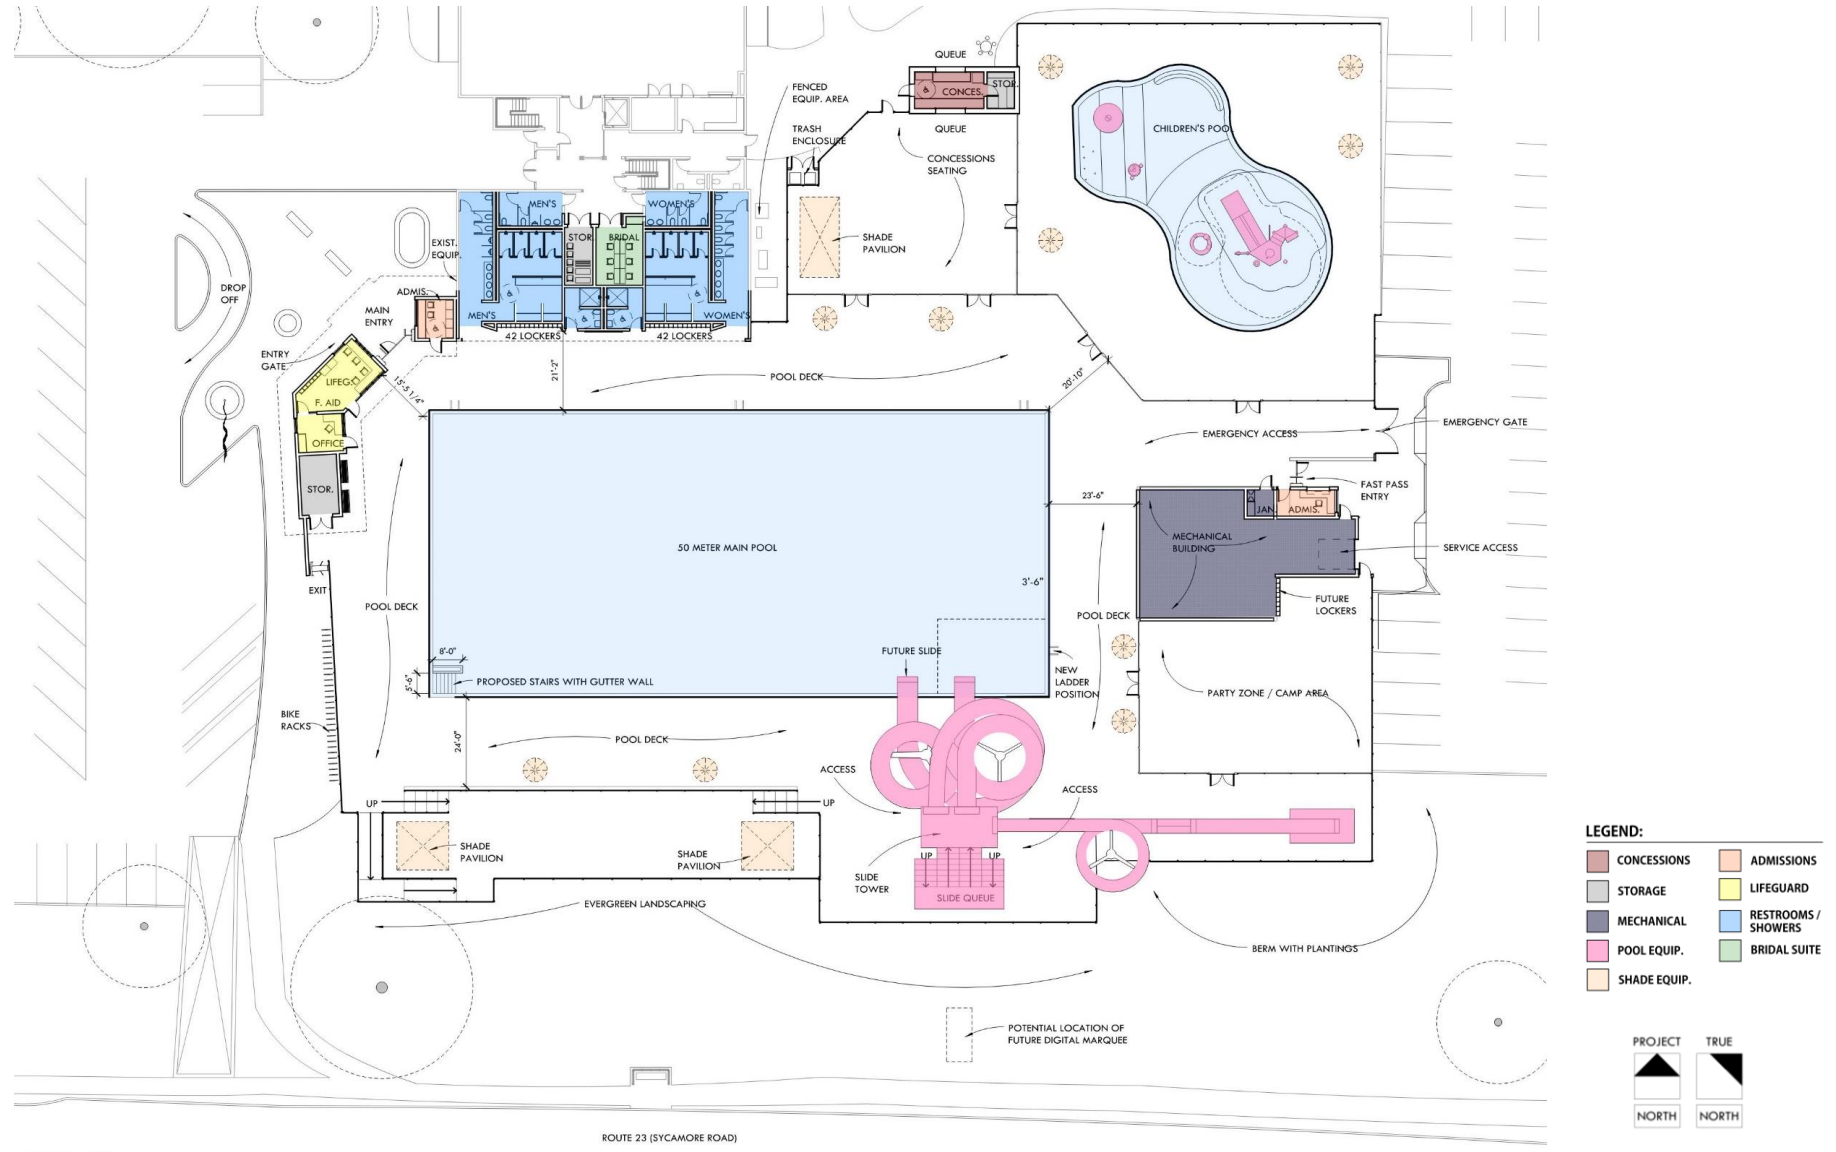 QUEUE
CONCES.
STOR.
QUEUE
FENCED
EQUIP. AREA
TRASH
ENCLOSURE
CONCESSIONS
SEATING
CHILDREN'S POOL
MEN'S
WOMEN'S
STOR.
BRIDAL
SHADE
PAVILION
EXIST.
EQUIP.
DROP
OFF
ADMIS.
MAIN
ENTRY
MEN'S
WOMEN'S
42 LOCKERS
42 LOCKERS
ENTRY
GATE
LIFEG.
F. AID
OFFICE
STOR.
15'-5 1/4"
21'-2"
POOL DECK
20'-10"
EMERGENCY ACCESS
EMERGENCY GATE
FAST PASS
ENTRY
23'-6"
JAN.
ADMIS.
MECHANICAL
BUILDING
SERVICE ACCESS
50 METER MAIN POOL
3'-6"
EXIT
POOL DECK
POOL DECK
FUTURE
LOCKERS
FUTURE SLIDE
8'-0"
5'-6"
PROPOSED STAIRS WITH GUTTER WALL
NEW
LADDER
POSITION
PARTY ZONE / CAMP AREA
BIKE
RACKS
24'-0"
POOL DECK
ACCESS
ACCESS
UP
UP
SHADE
PAVILION
SHADE
PAVILION
SLIDE
TOWER
UP
UP
SLIDE QUEUE
EVERGREEN LANDSCAPING
BERM WITH PLANTINGS
POTENTIAL LOCATION OF
FUTURE DIGITAL MARQUEE
ROUTE 23 (SYCAMORE ROAD)
LEGEND:
CONCESSIONS
STORAGE
MECHANICAL
POOL EQUIP.
SHADE EQUIP.
ADMISSIONS
LIFEGUARD
RESTROOMS /
SHOWERS
BRIDAL SUITE
PROJECT
NORTH
TRUE
NORTH